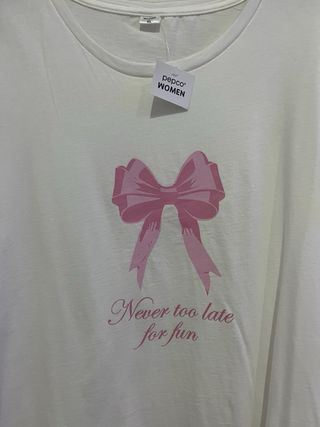 pepco
WOMEN
Never too late
for fun